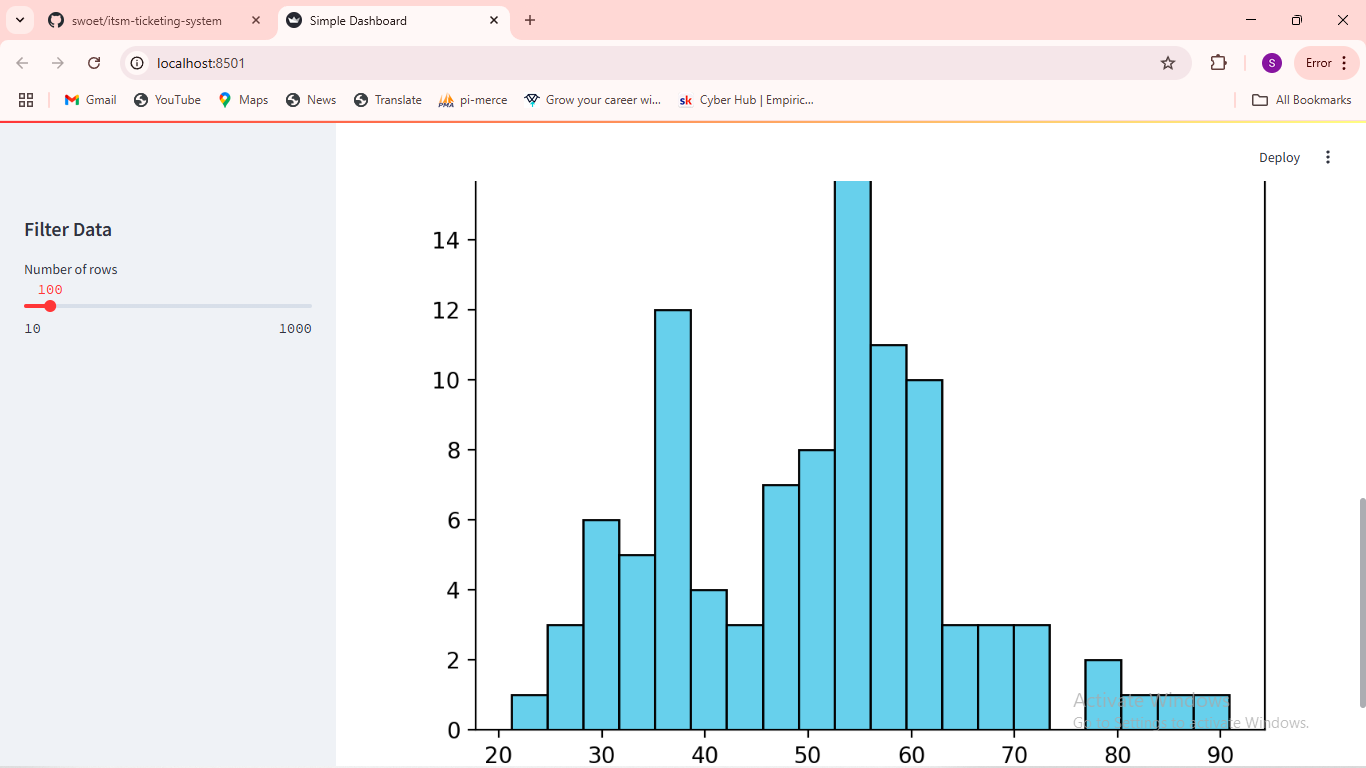 swoet/itsm-ticketing-system
Simple Dashboard
localhost:8501
S
Error
Gmail
YouTube
Maps
News
Translate
PMA
pi-merce
Grow your career wi...
sk
Cyber Hub | Empiric...
All Bookmarks
Deploy
Filter Data
Number of rows
100
10
1000
14
12
10
8
6
4
2
0
20
30
40
50
60
70
80
90
Activate Windows
Go to Settings to activate Windows.